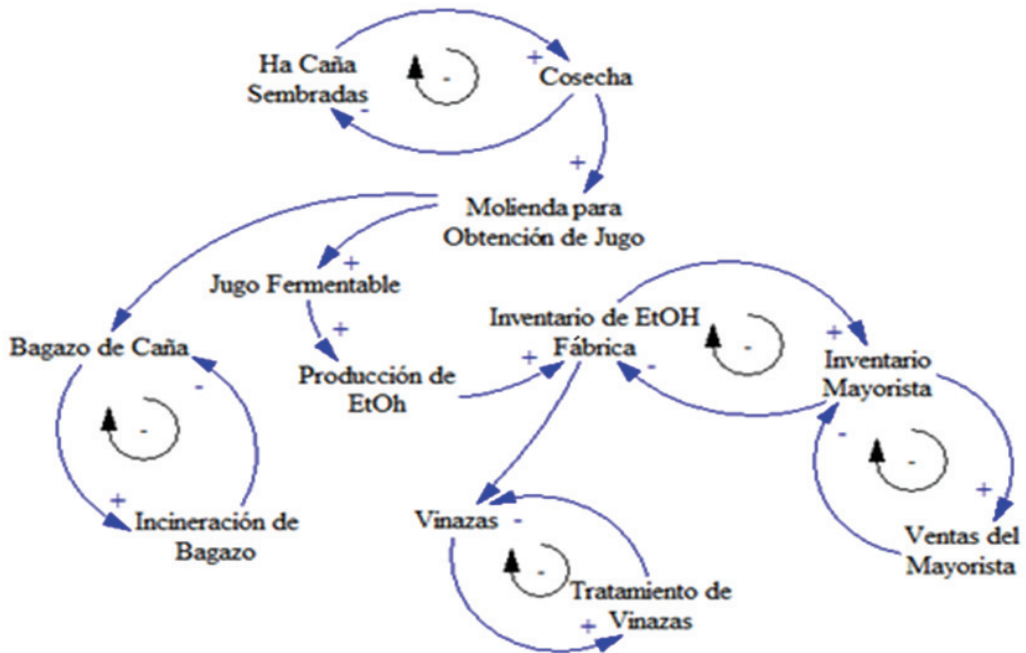 Ha Caña
Sembradas
-
+
Cosecha
-
+
Molienda para
Obtención de Jugo
+
Jugo Fermentable
+
Producción de
EtOh
+
Inventario de EtOH
Fábrica
-
-
+
Inventario
Mayorista
Bagazo de Caña
-
-
+
Incineración de
Bagazo
-
-
+
Ventas del
Mayorista
Vinazas
-
-
Tratamiento de
Vinazas
+